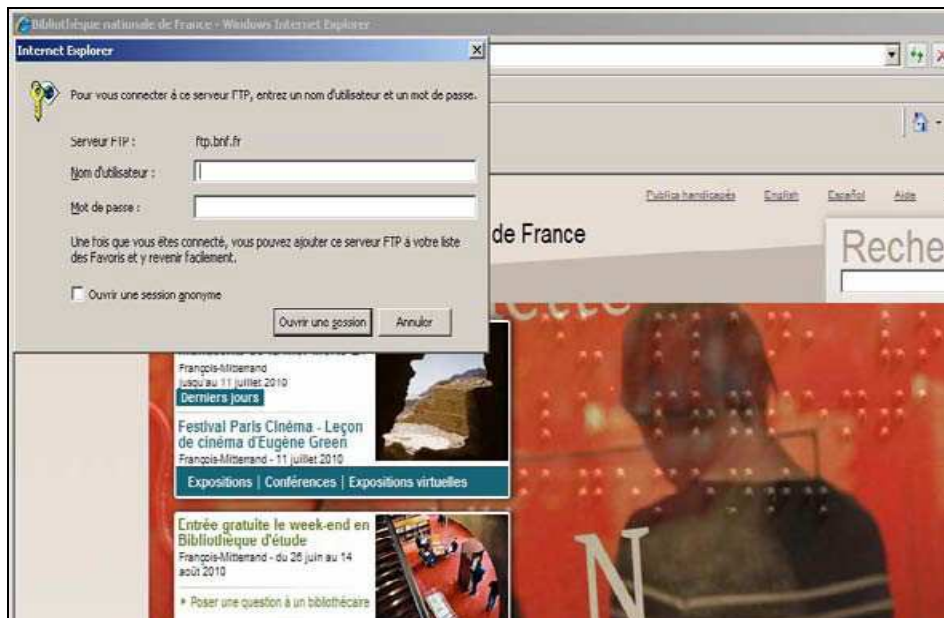 Bibliothèque nationale de France - Windows Internet Explorer
Internet Explorer
Pour vous connecter à ce serveur FTP, entrez un nom d'utilisateur et un mot de passe.
Serveur FTP : ftp.bnf.fr
Nom d'utilisateur :
Mot de passe :
Une fois que vous êtes connecté, vous pouvez ajouter ce serveur FTP à votre liste
des Favoris et y revenir facilement.
Ouvrir une session anonyme
Ouvrir une session Annuler
Publics handicapés English Español Aide
de France
Reche
François-Mitterrand
jusqu'au 11 juillet 2010
Derniers jours
Festival Paris Cinéma - Leçon
de cinéma d'Eugène Green
François-Mitterrand - 11 juillet 2010
Expositions | Conférences | Expositions virtuelles
Entrée gratuite le week-end en
Bibliothèque d'étude
François-Mitterrand - du 26 juin au 14
août 2010
Poser une question à un bibliothécaire
N